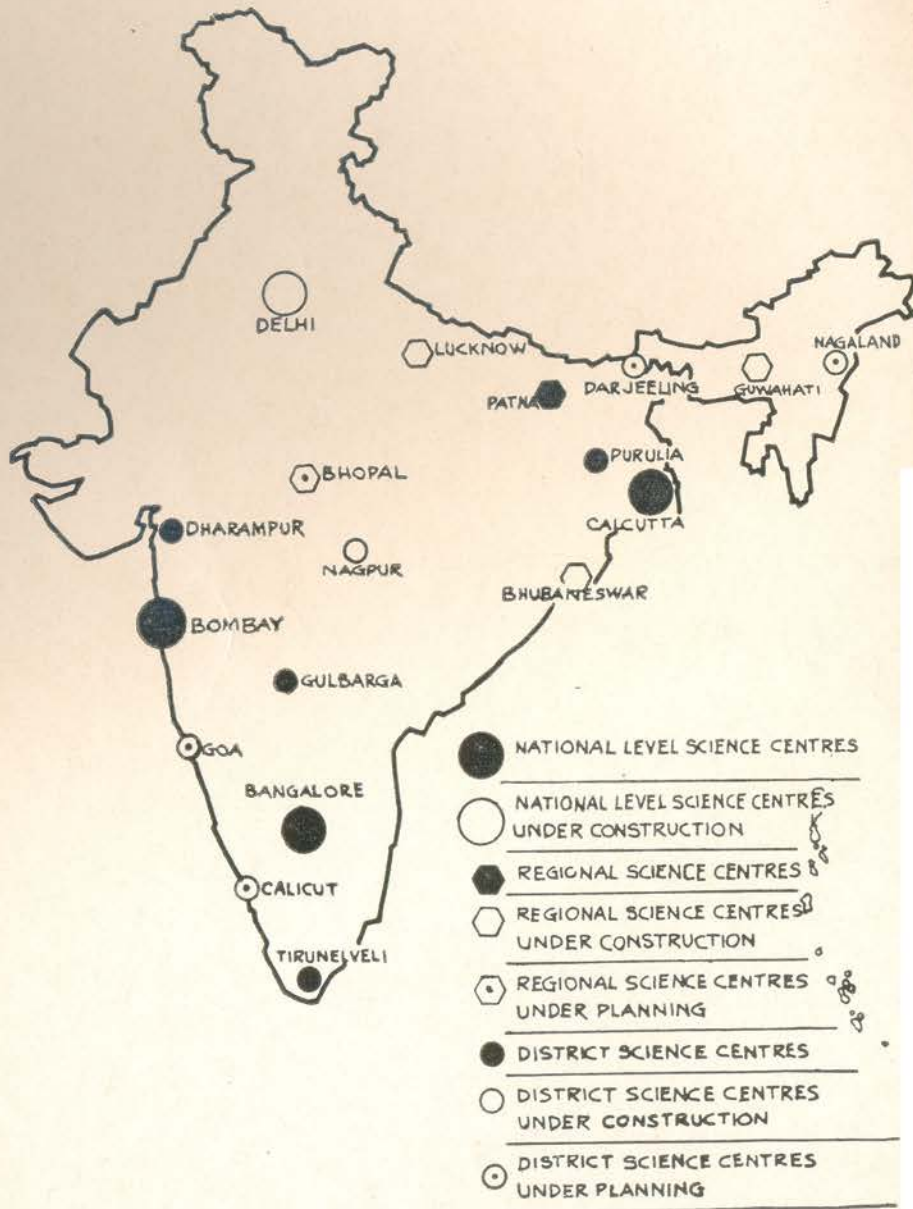 DELHI
LUCKNOW
NAGALAND
DARJEELING
GUWAHATI
PATNA
PURULIA
BHOPAL
CALCUTTA
DHARAMPUR
NAGPUR
BHUBANESWAR
BOMBAY
GULBARGA
GOA
BANGALORE
CALICUT
TIRUNELVELI
NATIONAL LEVEL SCIENCE CENTRES
NATIONAL LEVEL SCIENCE CENTRES
UNDER CONSTRUCTION
REGIONAL SCIENCE CENTRES
REGIONAL SCIENCE CENTRES
UNDER CONSTRUCTION
REGIONAL SCIENCE CENTRES
UNDER PLANNING
DISTRICT SCIENCE CENTRES
DISTRICT SCIENCE CENTRES
UNDER CONSTRUCTION
DISTRICT SCIENCE CENTRES
UNDER PLANNING